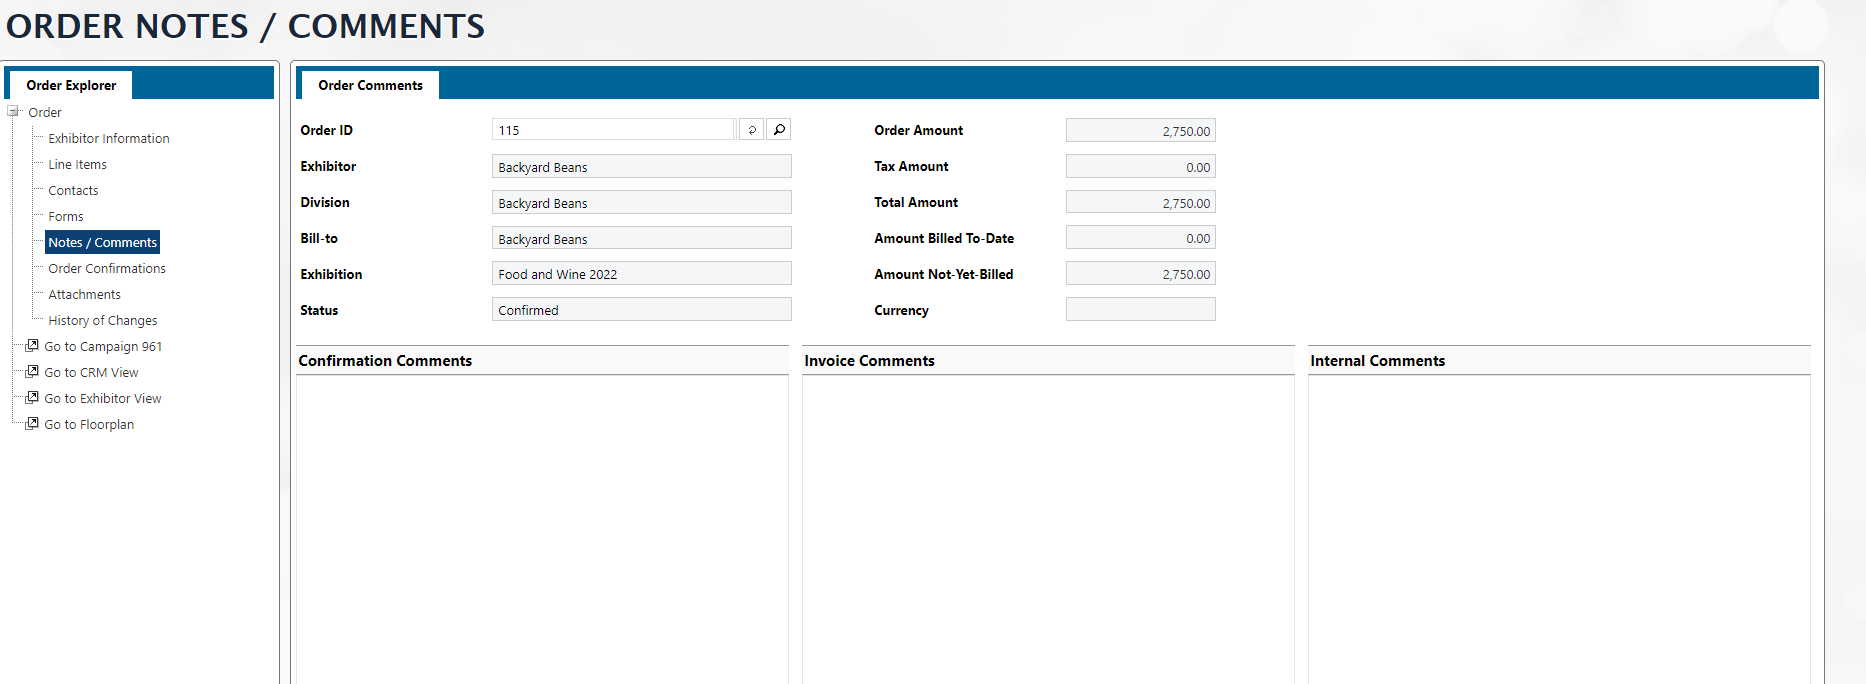 ORDER NOTES / COMMENTS
Order Explorer
Order
Exhibitor Information
Line Items
Contacts
Forms
Notes / Comments
Order Confirmations
Attachments
History of Changes
Go to Campaign 961
Go to CRM View
Go to Exhibitor View
Go to Floorplan
Order Comments
Order ID 115
Exhibitor Backyard Beans
Division Backyard Beans
Bill-to Backyard Beans
Exhibition Food and Wine 2022
Status Confirmed
Order Amount 2,750.00
Tax Amount 0.00
Total Amount 2,750.00
Amount Billed To-Date 0.00
Amount Not-Yet-Billed 2,750.00
Currency
Confirmation Comments
Invoice Comments
Internal Comments